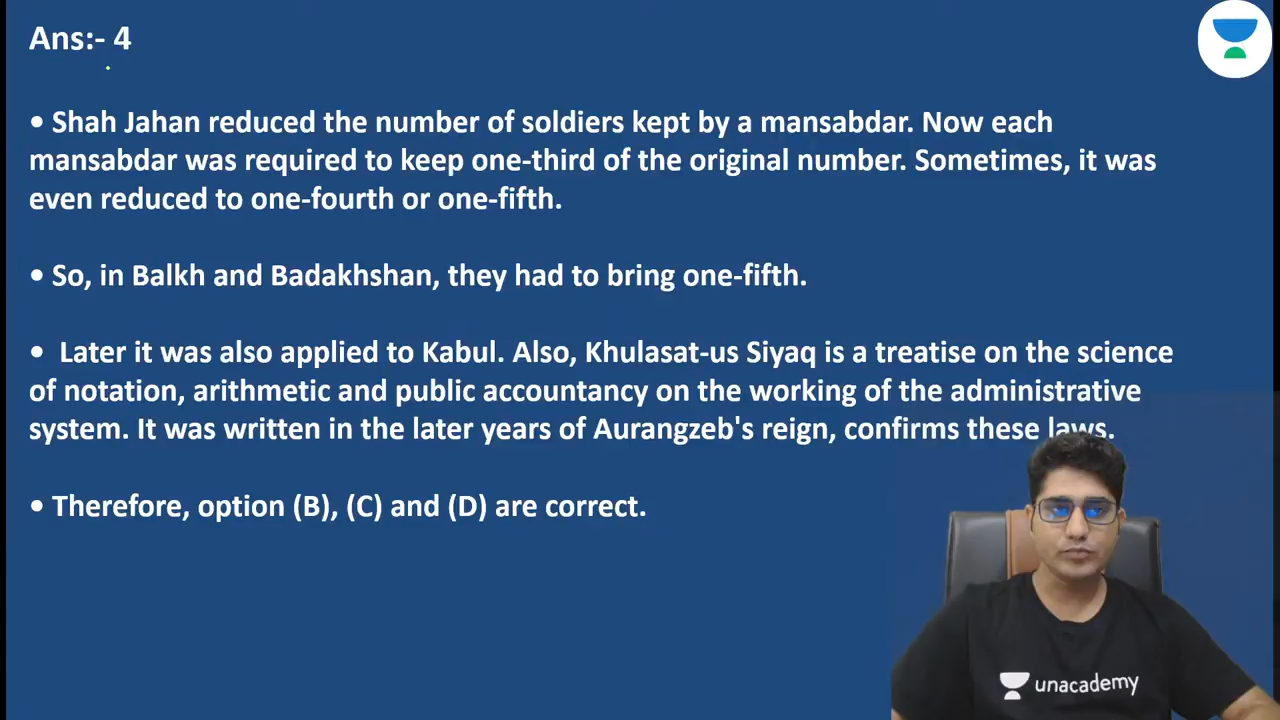 Ans:- 4
• Shah Jahan reduced the number of soldiers kept by a mansabdar. Now each
mansabdar was required to keep one-third of the original number. Sometimes, it was
even reduced to one-fourth or one-fifth.
• So, in Balkh and Badakhshan, they had to bring one-fifth.
• Later it was also applied to Kabul. Also, Khulasat-us Siyaq is a treatise on the science
of notation, arithmetic and public accountancy on the working of the administrative
system. It was written in the later years of Aurangzeb's reign, confirms these laws.
• Therefore, option (B), (C) and (D) are correct.
unacademy